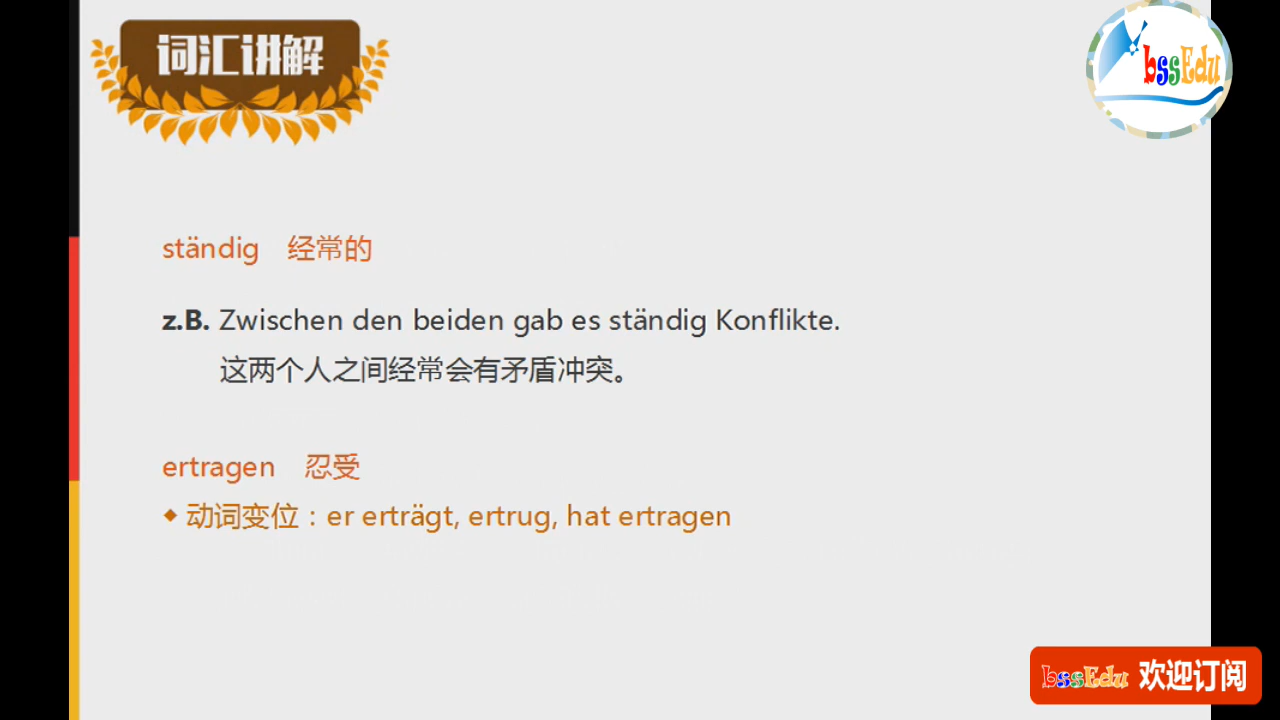 词汇讲解
bssEdu
ständig 经常的
z.B. Zwischen den beiden gab es ständig Konflikte.
这两个人之间经常会有矛盾冲突。
ertragen 忍受
◆ 动词变位：er erträgt, ertrug, hat ertragen
bssEdu 欢迎订阅